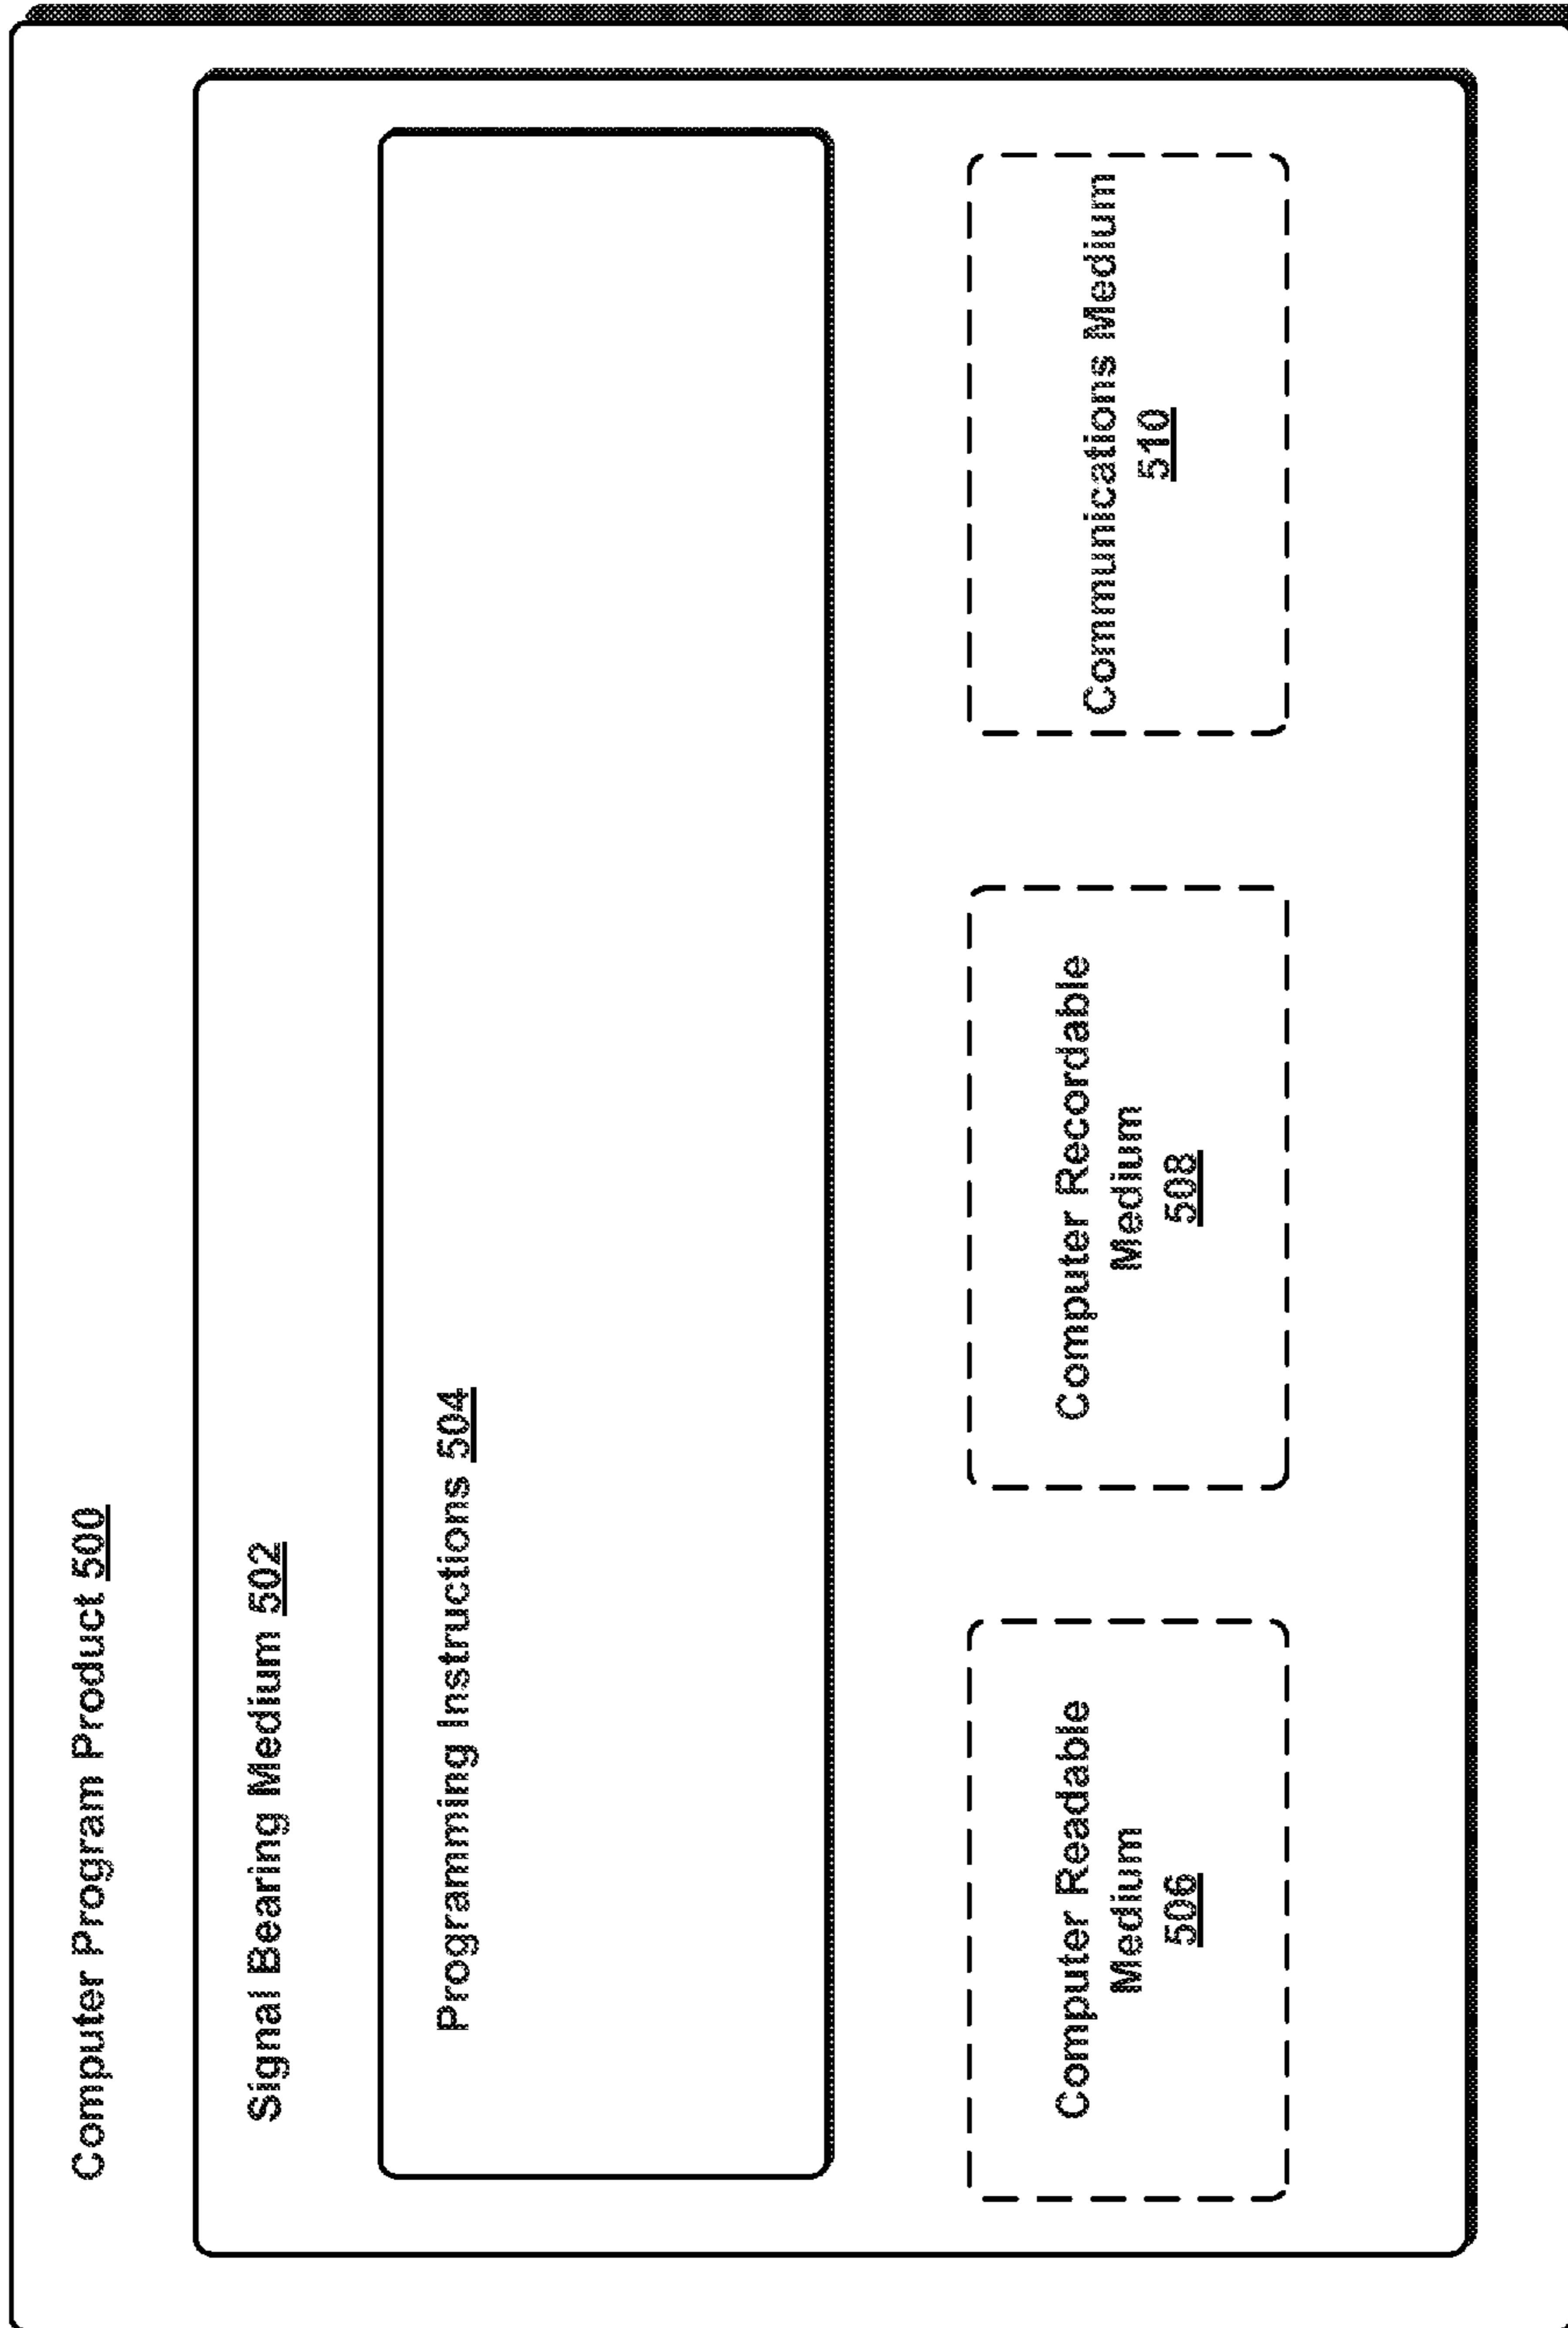 Computer Program Product 500
Signal Bearing Medium 502
Programming Instructions 504
Computer Readable
Medium
506
Computer Recordable
Medium
508
Communications Medium
510